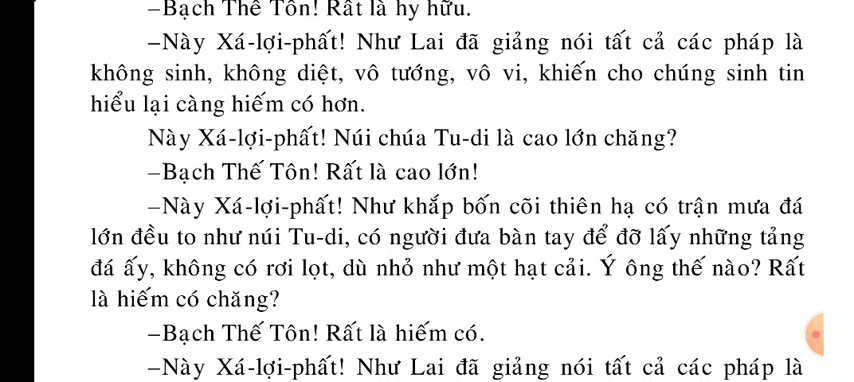 –Bạch Thế Tôn! Rất là hy hữu.
–Này Xá-lợi-phất! Như Lai đã giảng nói tất cả các pháp là
không sinh, không diệt, vô tướng, vô vi, khiến cho chúng sinh tin
hiểu lại càng hiếm có hơn.
Này Xá-lợi-phất! Núi chúa Tu-di là cao lớn chăng?
–Bạch Thế Tôn! Rất là cao lớn!
–Này Xá-lợi-phất! Như khắp bốn cõi thiên hạ có trận mưa đá
lớn đều to như núi Tu-di, có người đưa bàn tay để đỡ lấy những tảng
đá ấy, không có rơi lọt, dù nhỏ như một hạt cải. Ý ông thế nào? Rất
là hiếm có chăng?
–Bạch Thế Tôn! Rất là hiếm có.
–Này Xá-lợi-phất! Như Lai đã giảng nói tất cả các pháp là